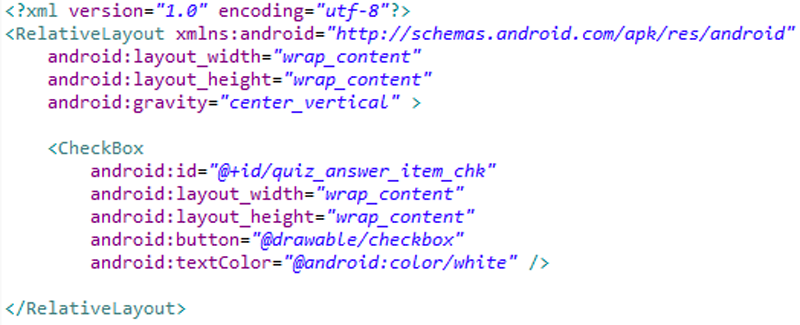 <?xml version="1.0" encoding="utf-8"?>
<RelativeLayout xmlns:android="http://schemas.android.com/apk/res/android"
    android:layout_width="wrap_content"
    android:layout_height="wrap_content"
    android:gravity="center_vertical" >

    <CheckBox
        android:id="@+id/quiz_answer_item_chk"
        android:layout_width="wrap_content"
        android:layout_height="wrap_content"
        android:button="@drawable/checkbox"
        android:textColor="@android:color/white" />

</RelativeLayout>